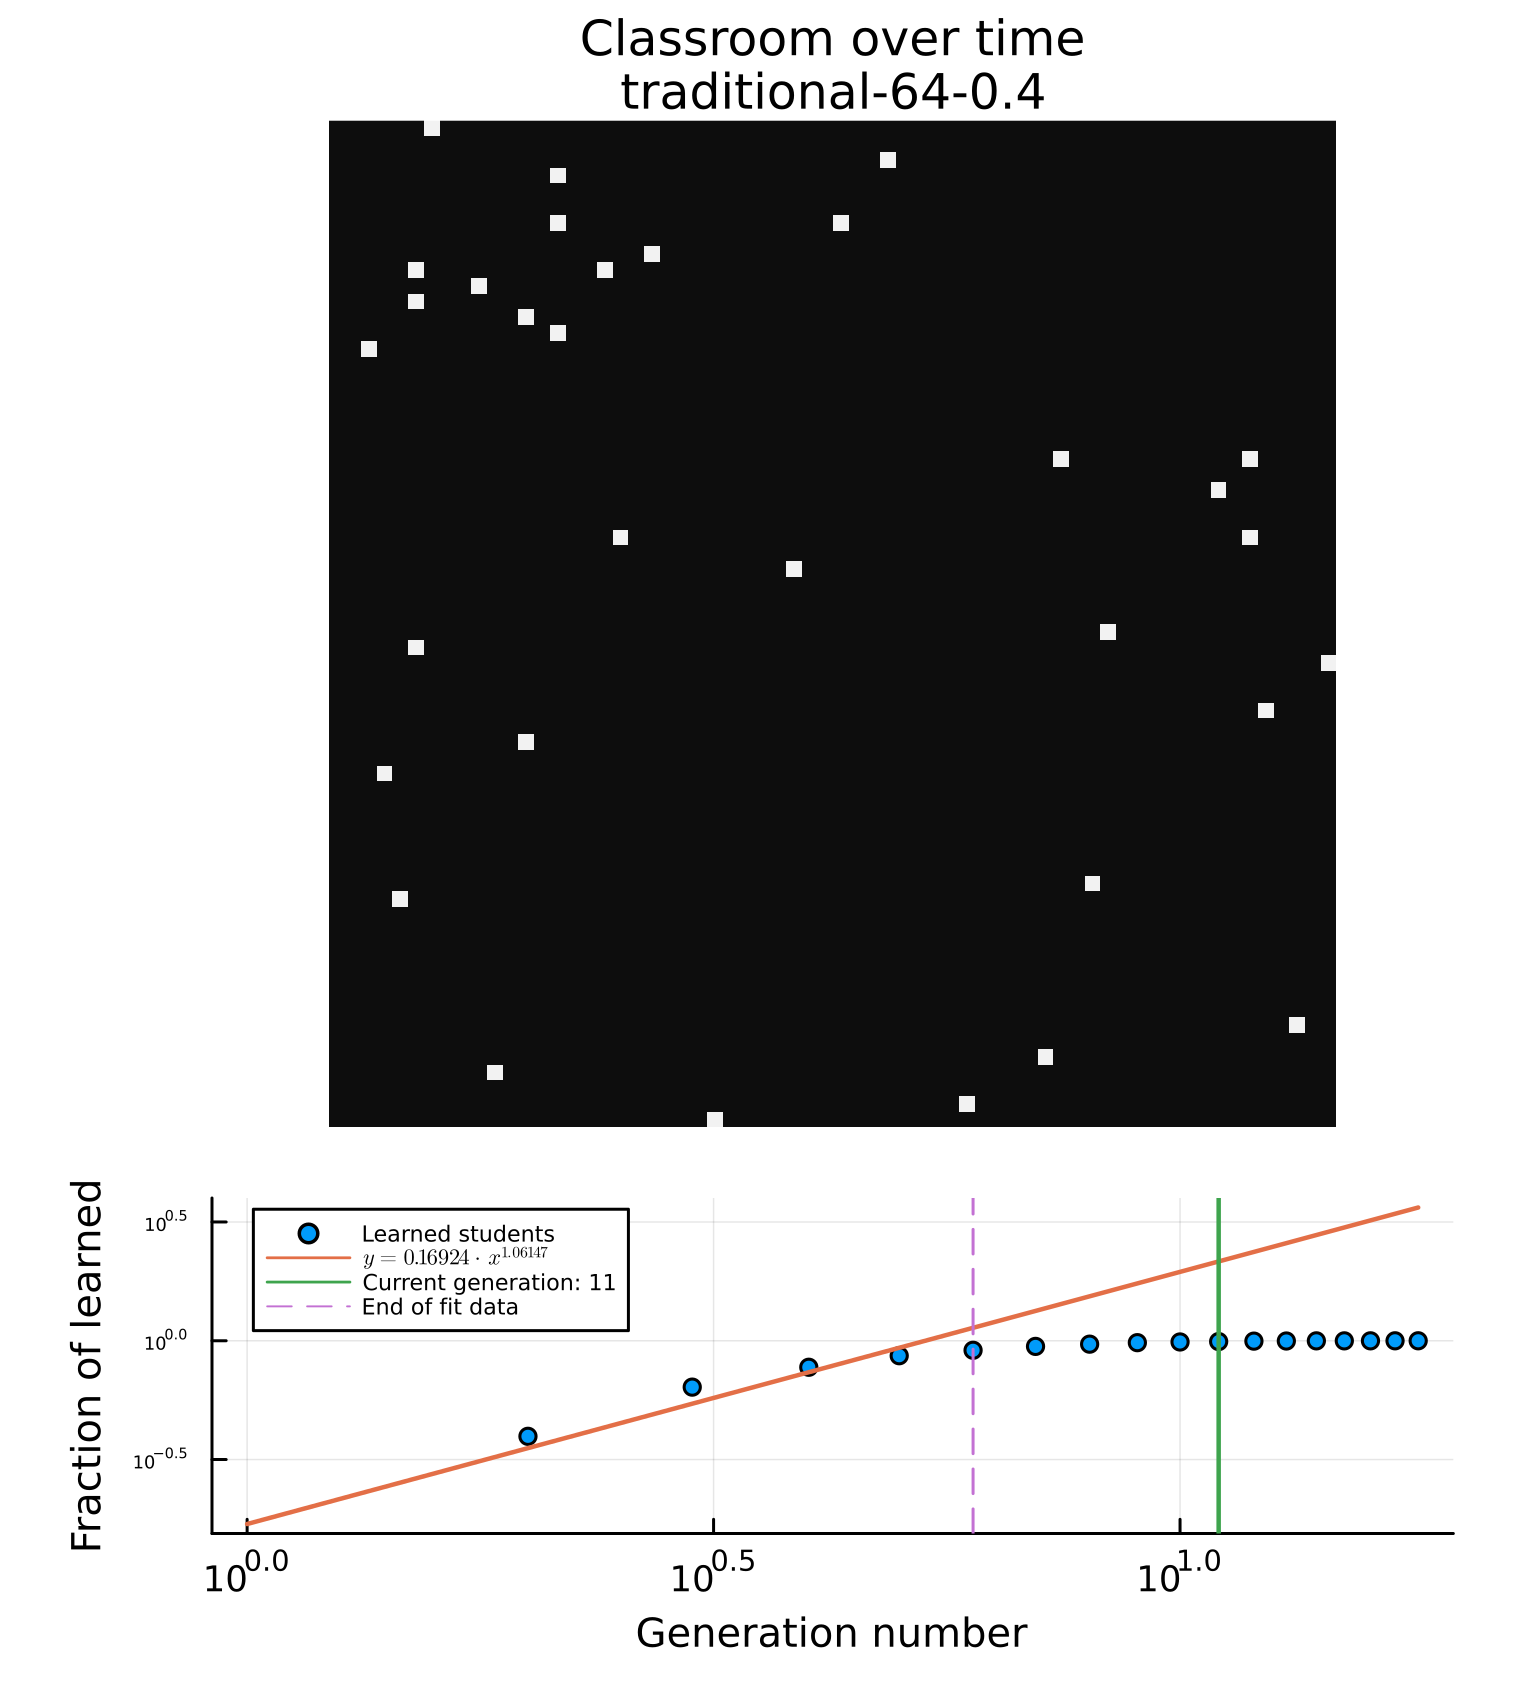 Classroom over time
traditional-64-0.4
Fraction of learned
10^0.5
10^0.0
10^−0.5
Learned students
y = 0.16924 · x^1.06147
Current generation: 11
End of fit data
10^0.0 10^0.5 10^1.0
Generation number